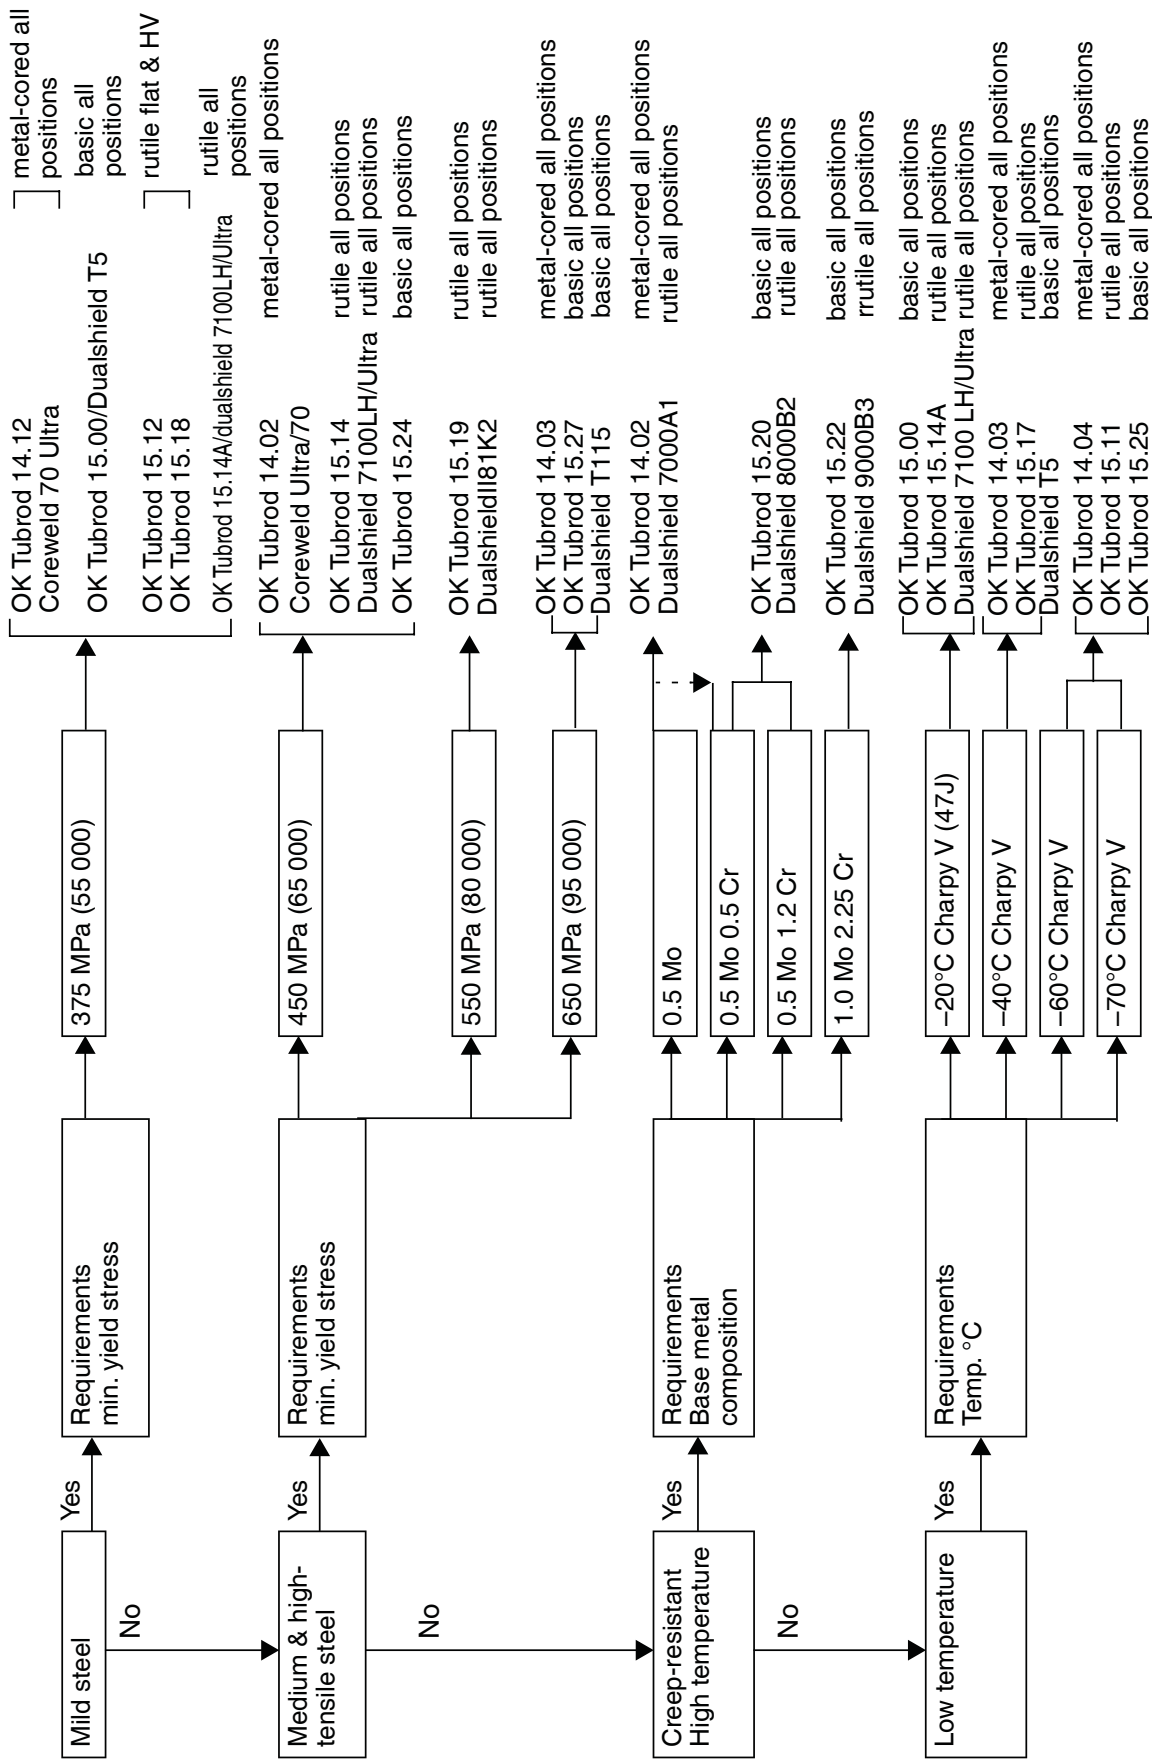 Mild steel
Yes
No
Requirements
min. yield stress
375 MPa (55 000)
OK Tubrod 14.12
Coreweld 70 Ultra
metal-cored all
positions
OK Tubrod 15.00/Dualshield T5
basic all
positions
OK Tubrod 15.12
OK Tubrod 15.18
rutile flat & HV
OK Tubrod 15.14A/dualshield 7100LH/Ultra
rutile all
positions
Medium & high-
tensile steel
Yes
No
Requirements
min. yield stress
450 MPa (65 000)
OK Tubrod 14.02
Coreweld Ultra/70
metal-cored all positions
OK Tubrod 15.14 rutile all positions
Dualshield 7100LH/Ultra rutile all positions
OK Tubrod 15.24 basic all positions
550 MPa (80 000)
OK Tubrod 15.19 rutile all positions
DualshieldII81K2 rutile all positions
650 MPa (95 000)
OK Tubrod 14.03 metal-cored all positions
OK Tubrod 15.27 basic all positions
Dualshield T115 basic all positions
Creep-resistant
High temperature
Yes
No
Requirements
Base metal
composition
0.5 Mo
OK Tubrod 14.02 metal-cored all positions
Dualshield 7000A1 rutile all positions
0.5 Mo 0.5 Cr
0.5 Mo 1.2 Cr
OK Tubrod 15.20 basic all positions
Dualshield 8000B2 rutile all positions
1.0 Mo 2.25 Cr
OK Tubrod 15.22 basic all positions
Dualshield 9000B3 rrutile all positions
Low temperature
Yes
Requirements
Temp. °C
–20°C Charpy V (47J)
OK Tubrod 15.00 basic all positions
OK Tubrod 15.14A rutile all positions
Dualshield 7100 LH/Ultra rutile all positions
–40°C Charpy V
OK Tubrod 14.03 metal-cored all positions
OK Tubrod 15.17 rutile all positions
Dualshield T5 basic all positions
–60°C Charpy V
–70°C Charpy V
OK Tubrod 14.04 metal-cored all positions
OK Tubrod 15.11 rutile all positions
OK Tubrod 15.25 basic all positions